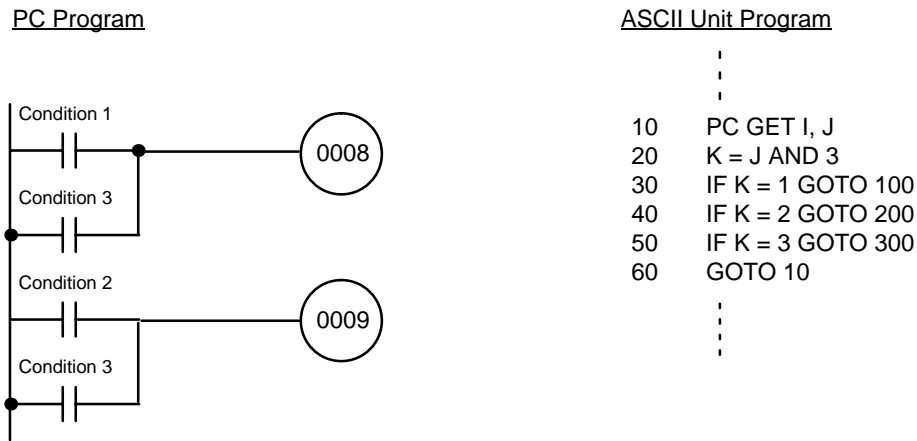 PC Program
Condition 1
0008
Condition 3
Condition 2
0009
Condition 3
ASCII Unit Program
10 PC GET I, J
20 K = J AND 3
30 IF K = 1 GOTO 100
40 IF K = 2 GOTO 200
50 IF K = 3 GOTO 300
60 GOTO 10